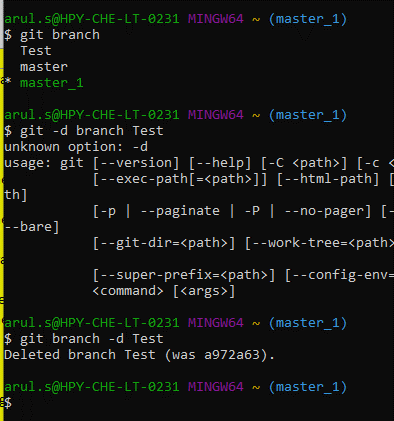 arul.s@HPY-CHE-LT-0231 MINGW64 ~ (master_1)
$ git branch
  Test
  master
* master_1
arul.s@HPY-CHE-LT-0231 MINGW64 ~ (master_1)
$ git -d branch Test
unknown option: -d
usage: git [--version] [--help] [-C <path>] [-c <
           [--exec-path[=<path>]] [--html-path] [
th]
           [-p | --paginate | -P | --no-pager] [-
--bare]
           [--git-dir=<path>] [--work-tree=<path>
           [--super-prefix=<path>] [--config-env=
           <command> [<args>]
arul.s@HPY-CHE-LT-0231 MINGW64 ~ (master_1)
$ git branch -d Test
Deleted branch Test (was a972a63).
arul.s@HPY-CHE-LT-0231 MINGW64 ~ (master_1)
$